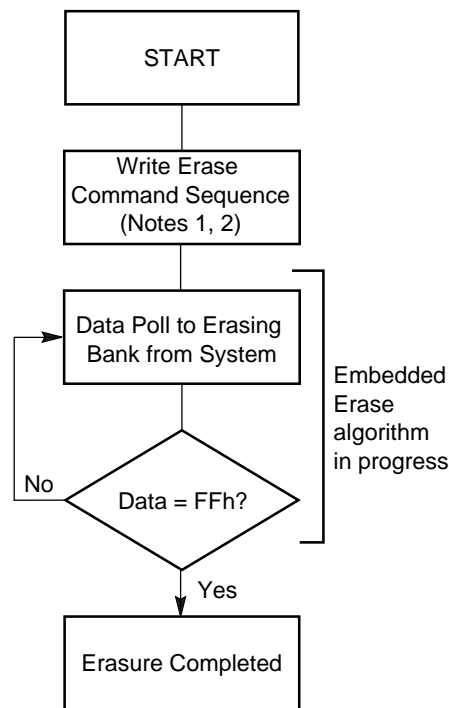 START
Write Erase
Command Sequence
(Notes 1, 2)
Data Poll to Erasing
Bank from System
Embedded
Erase
algorithm
in progress
No
Data = FFh?
Yes
Erasure Completed